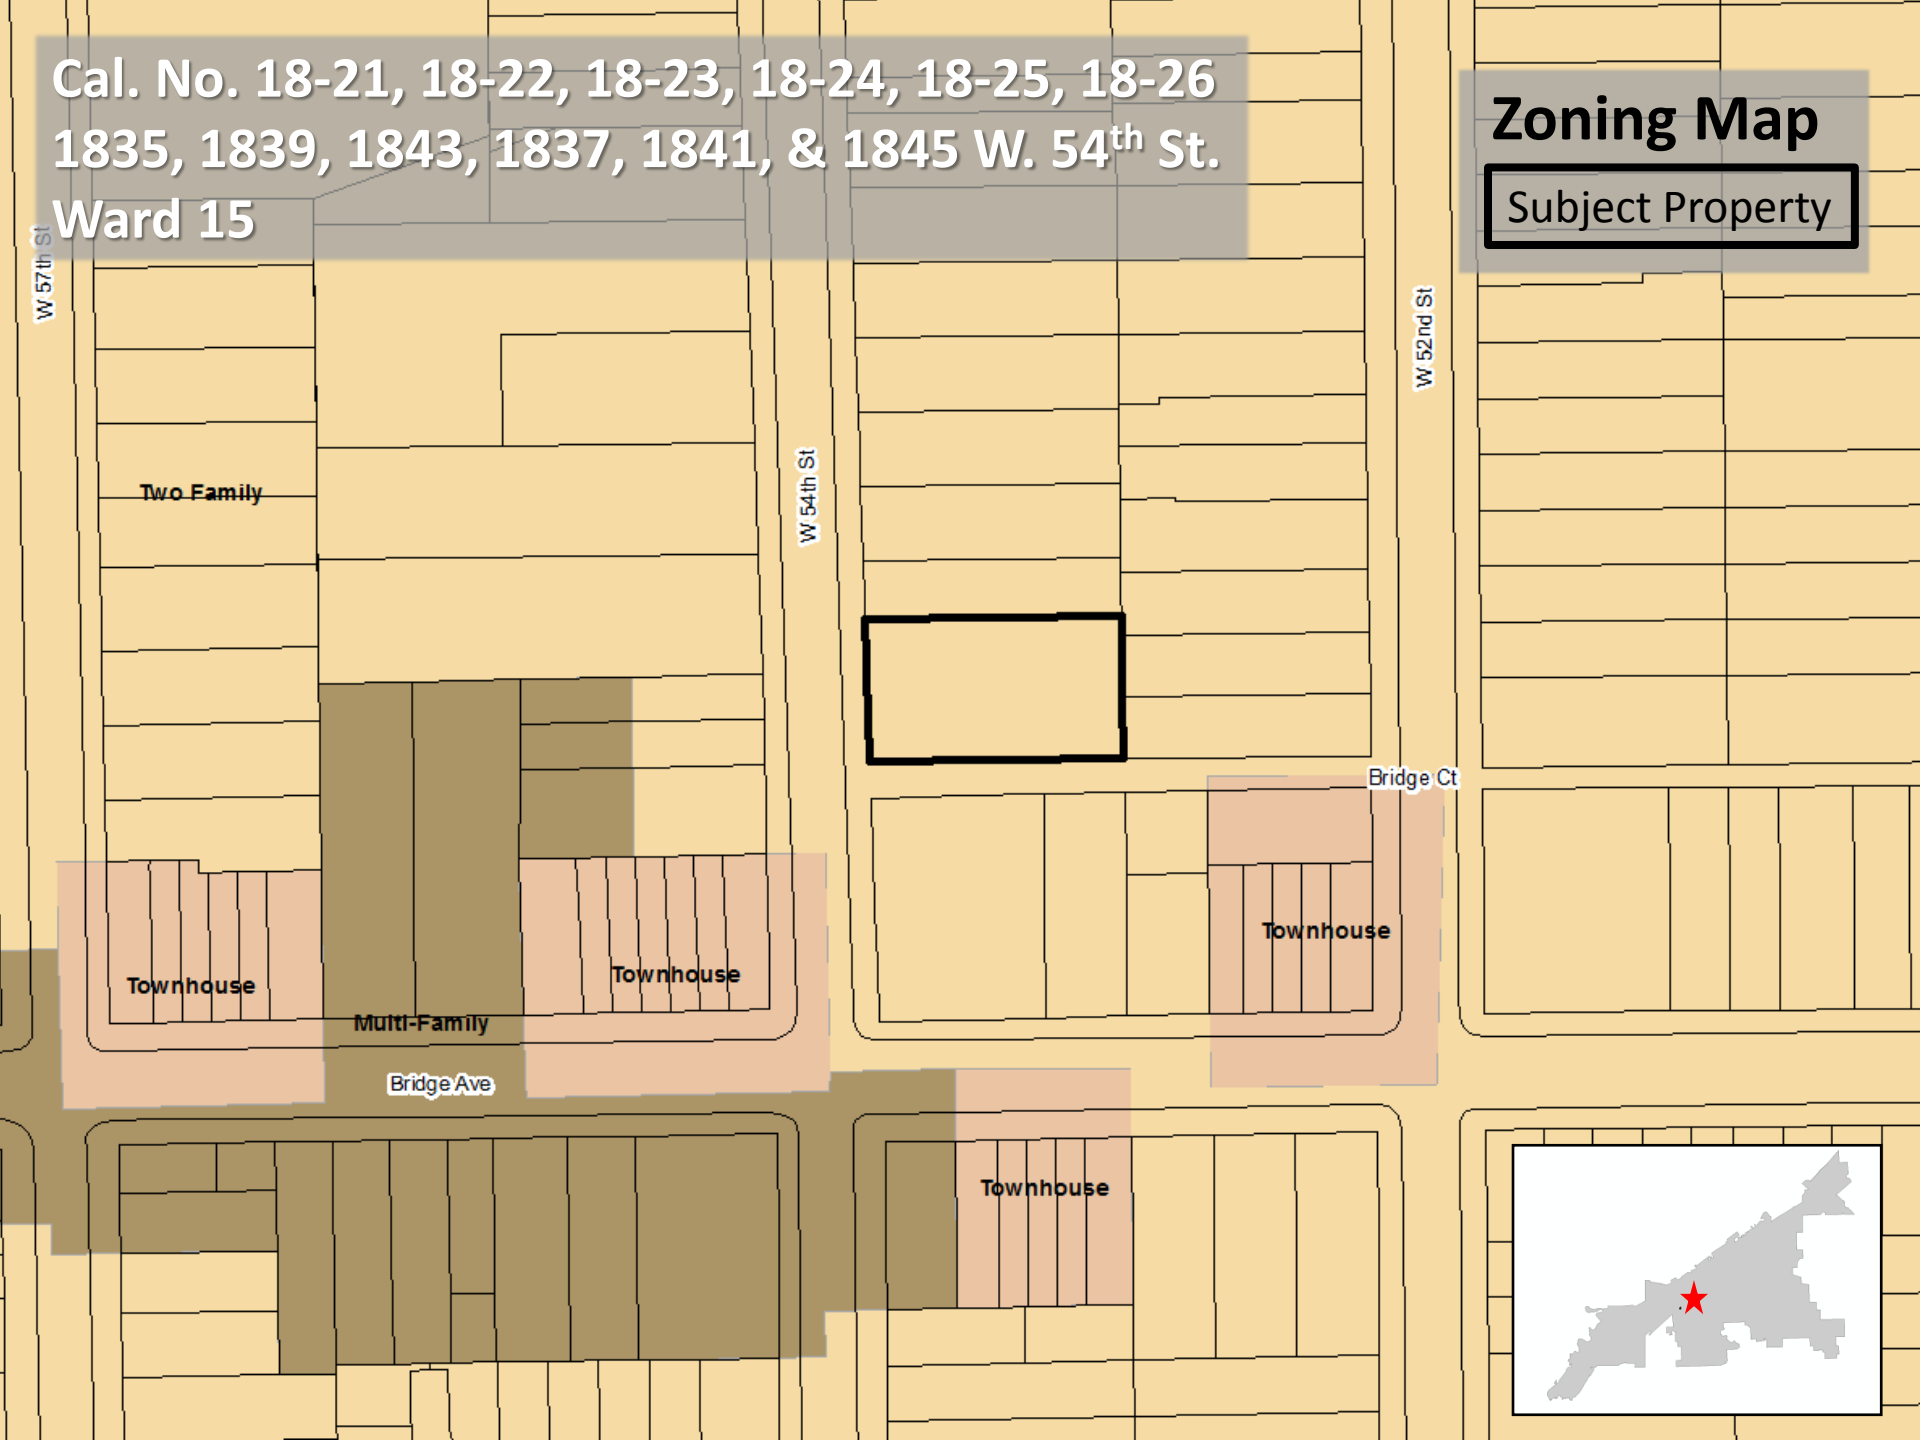 Cal. No. 18-21, 18-22, 18-23, 18-24, 18-25, 18-26
1835, 1839, 1843, 1837, 1841, & 1845 W. 54th St.
Ward 15
Zoning Map
Subject Property
W 57th St
W 52nd St
W 54th St
Two Family
Bridge Ct
Townhouse
Townhouse
Townhouse
Multi-Family
Bridge Ave
Townhouse